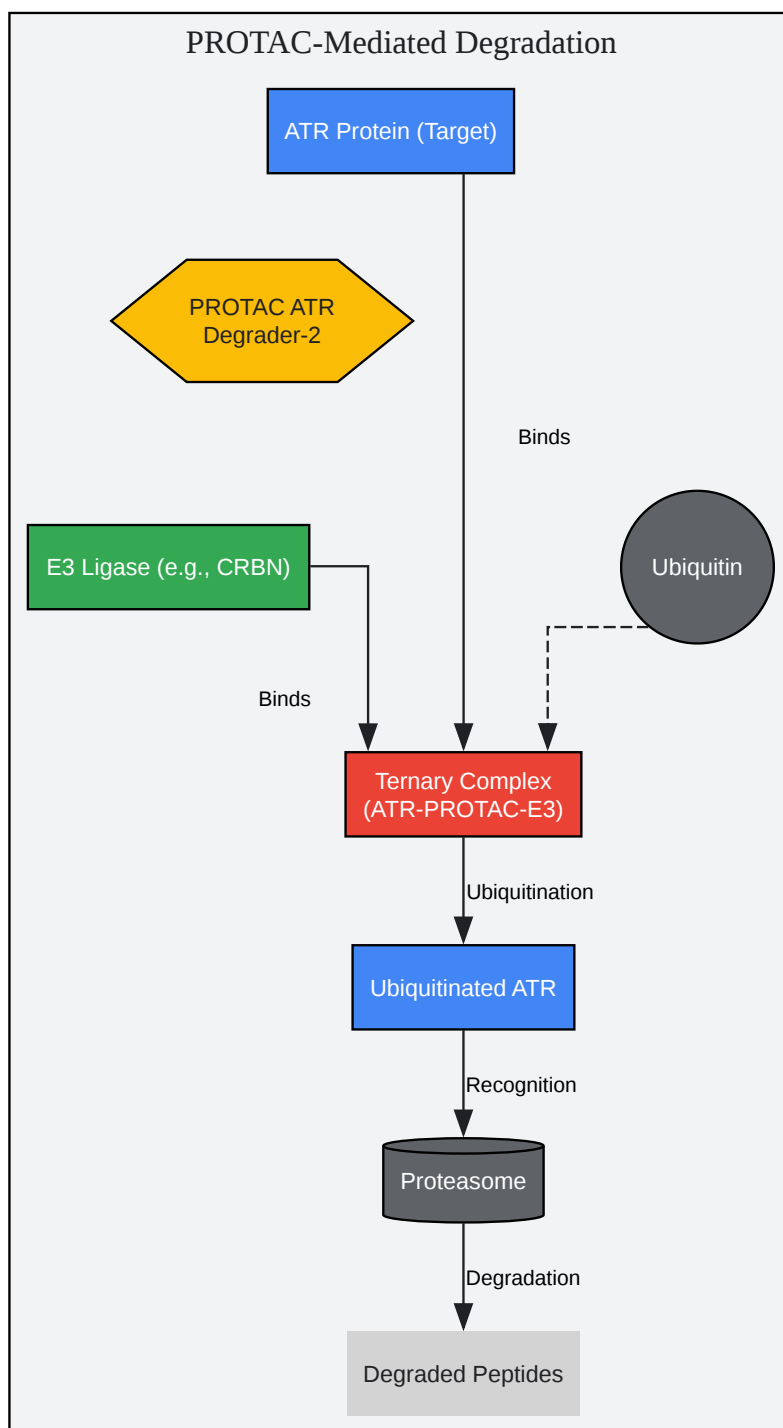 PROTAC-Mediated Degradation
ATR Protein (Target)
PROTAC ATR
Degrader-2
Binds
E3 Ligase (e.g., CRBN)
Ubiquitin
Binds
Ternary Complex
(ATR-PROTAC-E3)
Ubiquitination
Ubiquitinated ATR
Recognition
Proteasome
Degradation
Degraded Peptides